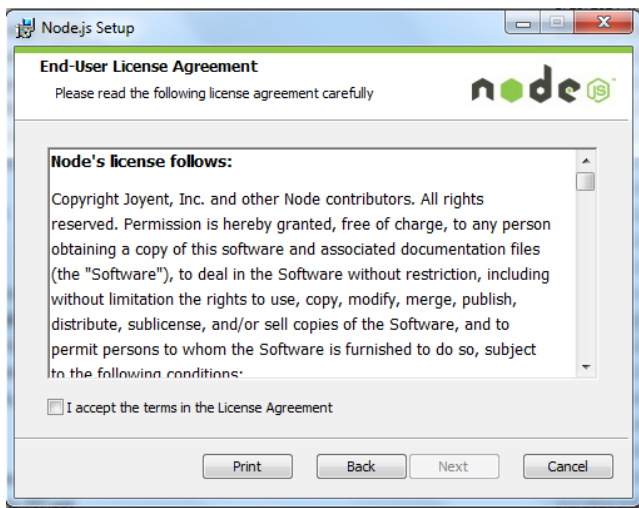 Node.js Setup
End-User License Agreement
Please read the following license agreement carefully
node JS
Node's license follows:
Copyright Joyent, Inc. and other Node contributors. All rights
reserved. Permission is hereby granted, free of charge, to any person
obtaining a copy of this software and associated documentation files
(the "Software"), to deal in the Software without restriction, including
without limitation the rights to use, copy, modify, merge, publish,
distribute, sublicense, and/or sell copies of the Software, and to
permit persons to whom the Software is furnished to do so, subject
to the following conditions:
I accept the terms in the License Agreement
Print Back Next Cancel